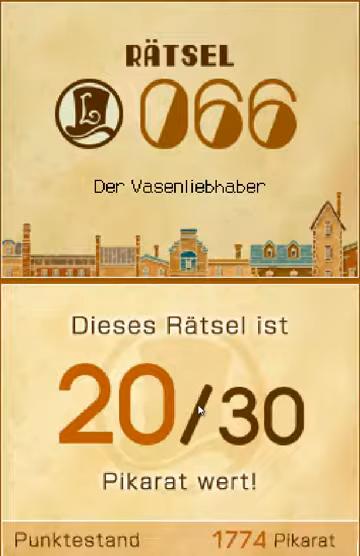 RÄTSEL
066
Der Vasenliebhaber
Dieses Rätsel ist
20/30
Pikarat wert!
Punktestand 1774 Pikarat